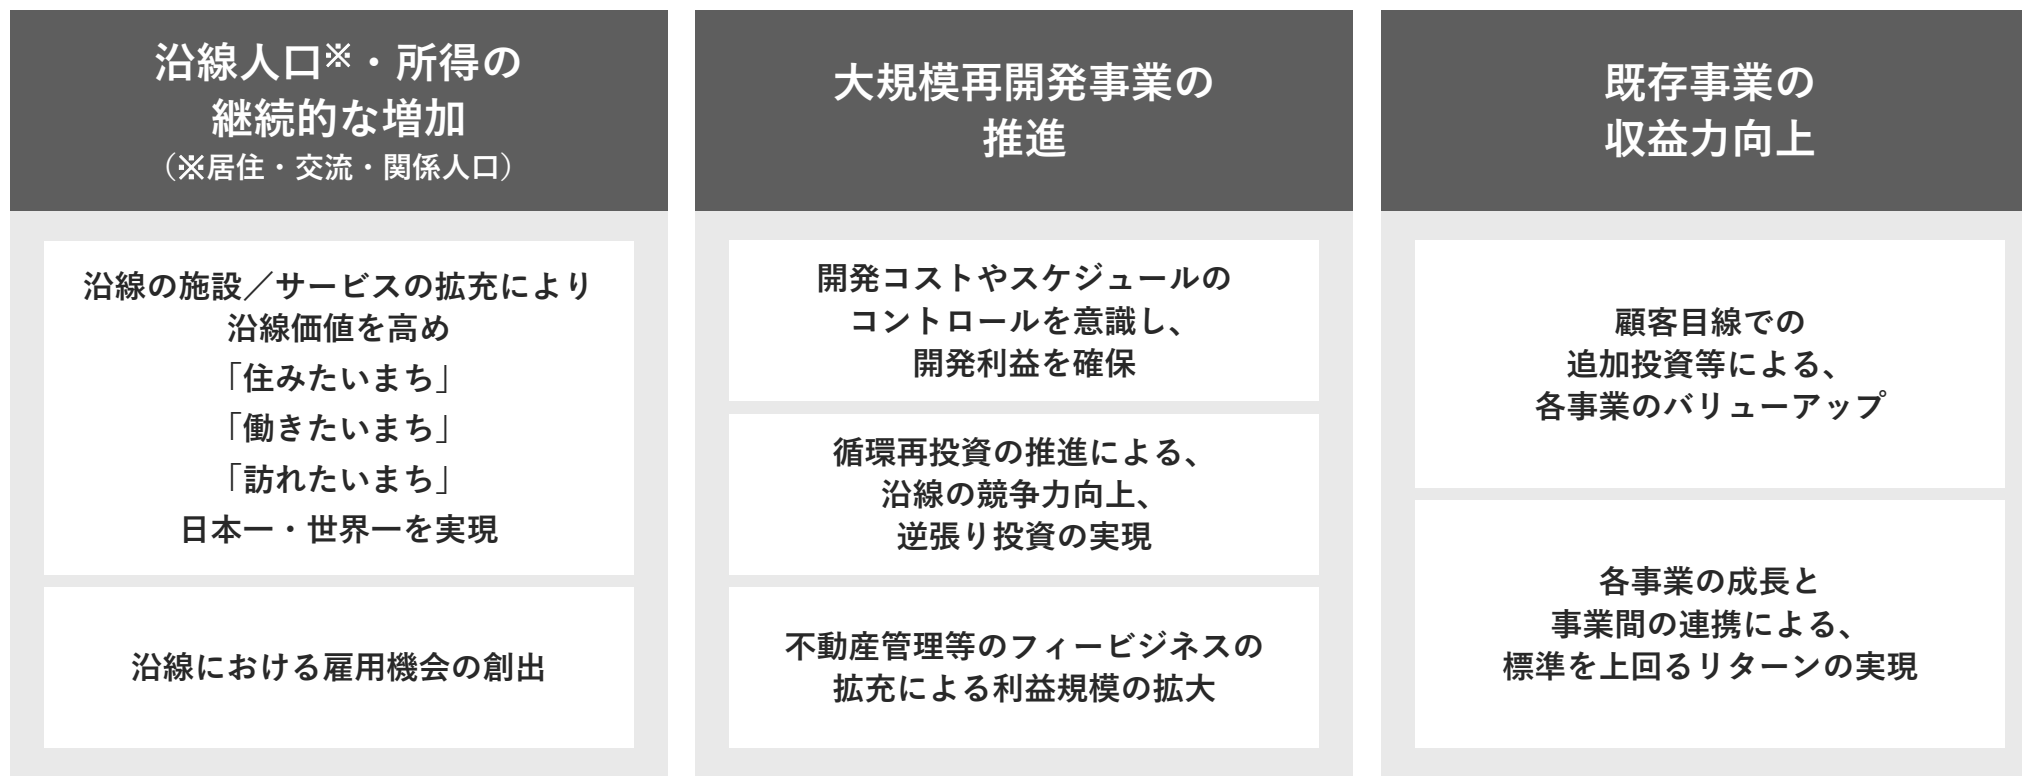 沿線人口※・所得の
継続的な増加
（※居住・交流・関係人口）
沿線の施設／サービスの拡充により
沿線価値を高め
「住みたいまち」
「働きたいまち」
「訪れたいまち」
日本一・世界一を実現
沿線における雇用機会の創出
大規模再開発事業の
推進
開発コストやスケジュールの
コントロールを意識し、
開発利益を確保
循環再投資の推進による、
沿線の競争力向上、
逆張り投資の実現
不動産管理等のフィービジネスの
拡充による利益規模の拡大
既存事業の
収益力向上
顧客目線での
追加投資等による、
各事業のバリューアップ
各事業の成長と
事業間の連携による、
標準を上回るリターンの実現